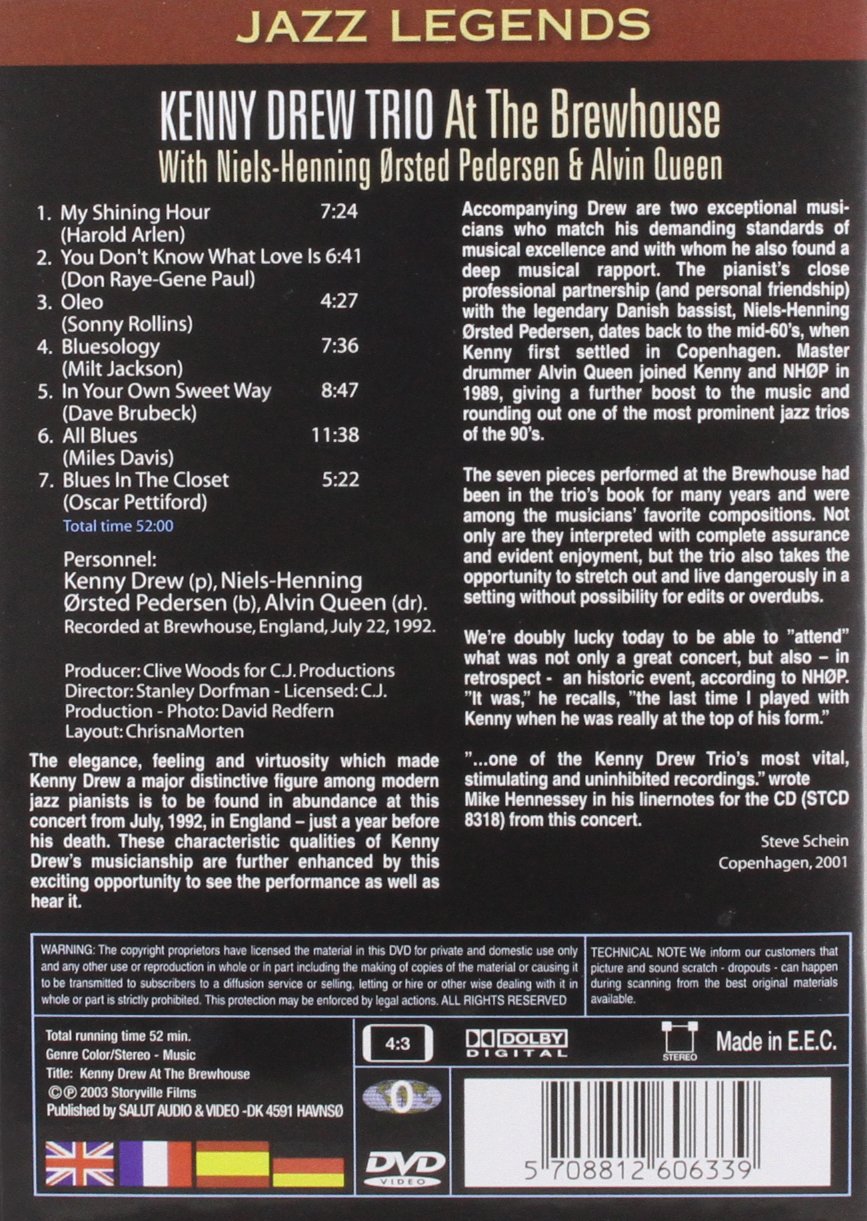 JAZZ LEGENDS
KENNY DREW TRIO At The Brewhouse
With Niels-Henning Ørsted Pedersen & Alvin Queen
1. My Shining Hour 7:24
(Harold Arlen)
2. You Don't Know What Love Is 6:41
(Don Raye-Gene Paul)
3. Oleo 4:27
(Sonny Rollins)
4. Bluesology 7:36
(Milt Jackson)
5. In Your Own Sweet Way 8:47
(Dave Brubeck)
6. All Blues 11:38
(Miles Davis)
7. Blues In The Closet 5:22
(Oscar Pettiford)
Total time 52:00
Personnel:
Kenny Drew (p), Niels-Henning
Ørsted Pedersen (b), Alvin Queen (dr).
Recorded at Brewhouse, England, July 22, 1992.
Producer: Clive Woods for C.J. Productions
Director: Stanley Dorfman - Licensed: C.J.
Production - Photo: David Redfern
Layout: ChrisnaMorten
The elegance, feeling and virtuosity which made
Kenny Drew a major distinctive figure among modern
jazz pianists is to be found in abundance at this
concert from July, 1992, in England – just a year before
his death. These characteristic qualities of Kenny
Drew's musicianship are further enhanced by this
exciting opportunity to see the performance as well as
hear it.
Accompanying Drew are two exceptional musi-
cians who match his demanding standards of
musical excellence and with whom he also found a
deep musical rapport. The pianist's close
professional partnership (and personal friendship)
with the legendary Danish bassist, Niels-Henning
Ørsted Pedersen, dates back to the mid-60's, when
Kenny first settled in Copenhagen. Master
drummer Alvin Queen joined Kenny and NHØP in
1989, giving a further boost to the music and
rounding out one of the most prominent jazz trios
of the 90's.
The seven pieces performed at the Brewhouse had
been in the trio's book for many years and were
among the musicians' favorite compositions. Not
only are they interpreted with complete assurance
and evident enjoyment, but the trio also takes the
opportunity to stretch out and live dangerously in a
setting without possibility for edits or overdubs.
We're doubly lucky today to be able to "attend"
what was not only a great concert, but also – in
retrospect - an historic event, according to NHØP.
"It was," he recalls, "the last time I played with
Kenny when he was really at the top of his form."
"...one of the Kenny Drew Trio's most vital,
stimulating and uninhibited recordings." wrote
Mike Hennessey in his linernotes for the CD (STCD
8318) from this concert.
Steve Schein
Copenhagen, 2001
WARNING: The copyright proprietors have licensed the material in this DVD for private and domestic use only
and any other use or reproduction in whole or in part including the making of copies of the material or causing it
to be transmitted to subscribers to a diffusion service or selling, letting or hire or other wise dealing with it in
whole or part is strictly prohibited. This protection may be enforced by legal actions. ALL RIGHTS RESERVED
TECHNICAL NOTE We inform our customers that
picture and sound scratch - dropouts - can happen
during scanning from the best original materials
available.
Total running time 52 min.
Genre Color/Stereo - Music
Title: Kenny Drew At The Brewhouse
©℗ 2003 Storyville Films
Published by SALUT AUDIO & VIDEO -DK 4591 HAVNSØ
4:3
DOLBY
DIGITAL
STEREO
Made in E.E.C.
0
DVD
VIDEO
5 708812 606339